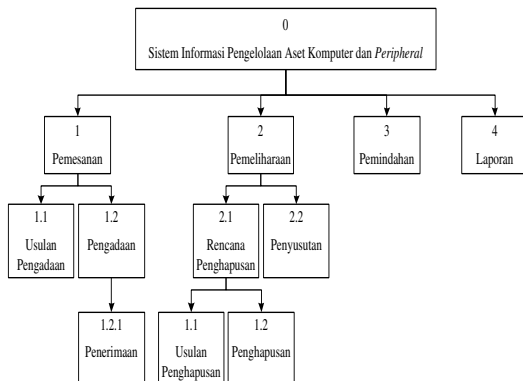 0
Sistem Informasi Pengelolaan Aset Komputer dan Peripheral
1
Pemesanan
2
Pemeliharaan
3
Pemindahan
4
Laporan
1.1
Usulan
Pengadaan
1.2
Pengadaan
2.1
Rencana
Penghapusan
2.2
Penyusutan
1.2.1
Penerimaan
1.1
Usulan
Penghapusan
1.2
Penghapusan